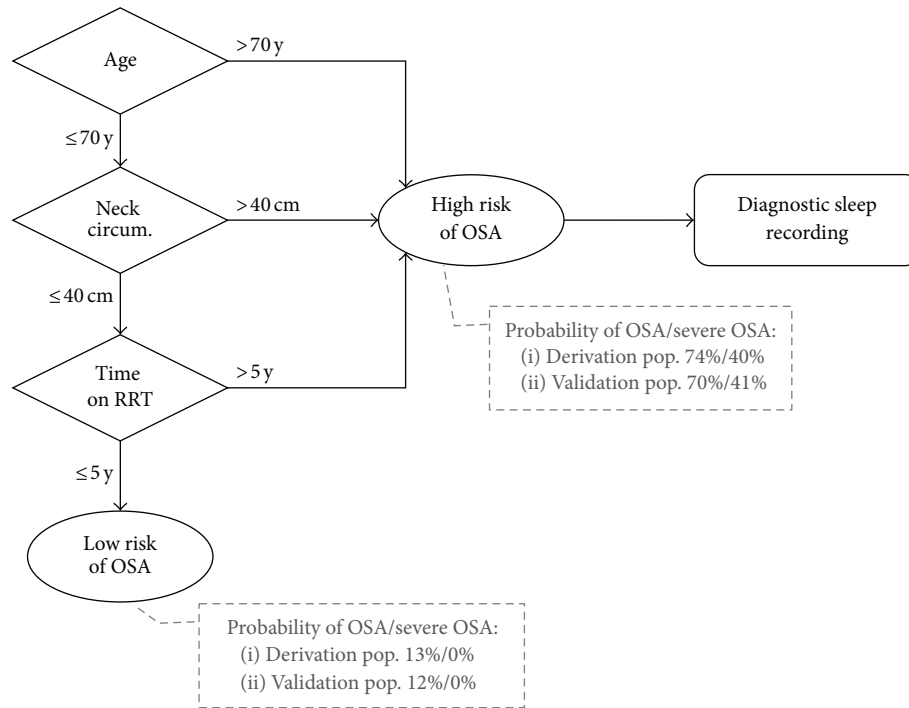 Age
>70 y
≤70 y
Neck
circum.
>40 cm
High risk
of OSA
Diagnostic sleep
recording
≤40 cm
Probability of OSA/severe OSA:
(i) Derivation pop. 74%/40%
(ii) Validation pop. 70%/41%
Time
on RRT
>5 y
≤5 y
Low risk
of OSA
Probability of OSA/severe OSA:
(i) Derivation pop. 13%/0%
(ii) Validation pop. 12%/0%